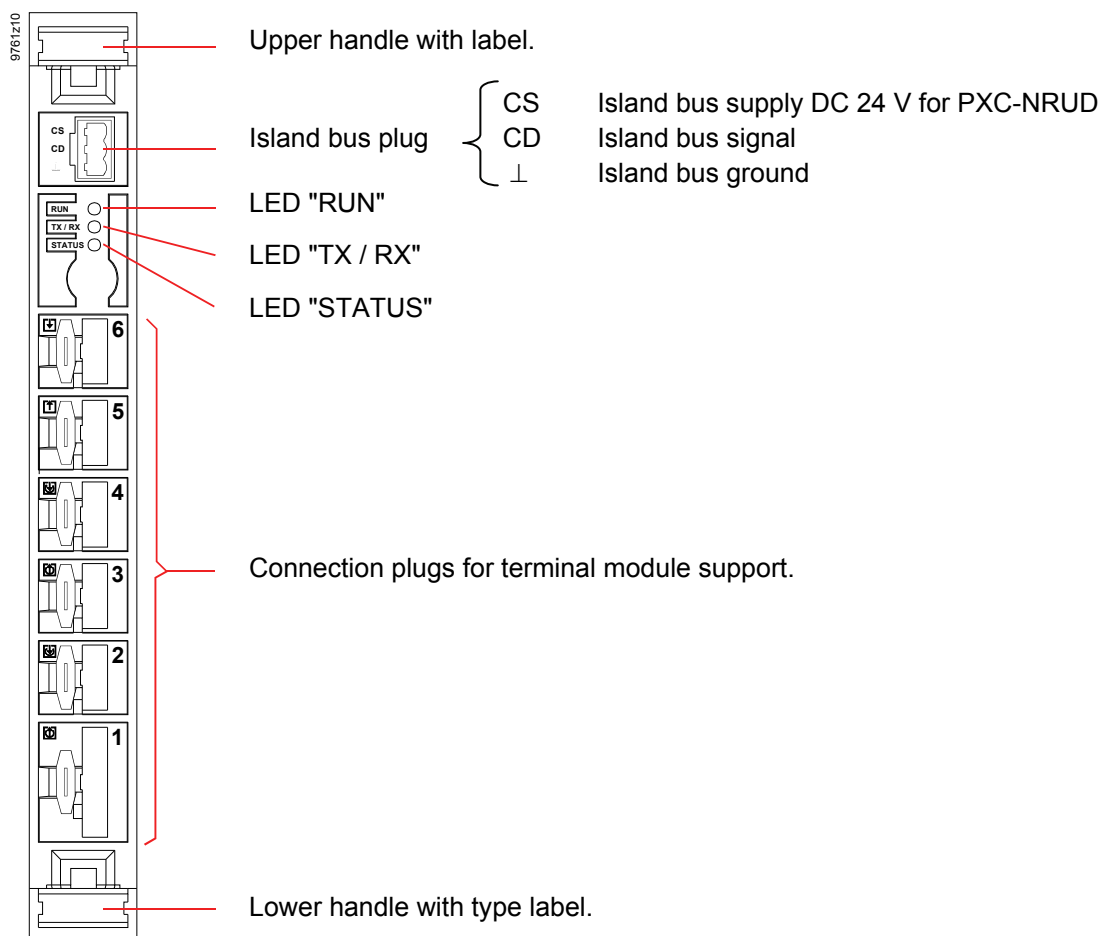 9761z10
Upper handle with label.
CS Island bus supply DC 24 V for PXC-NRUD
Island bus plug CD Island bus signal
⊥ Island bus ground
CS
CD
⊥
LED "RUN"
RUN
TX / RX
LED "TX / RX"
STATUS
LED "STATUS"
6
5
4
Connection plugs for terminal module support.
3
2
1
Lower handle with type label.